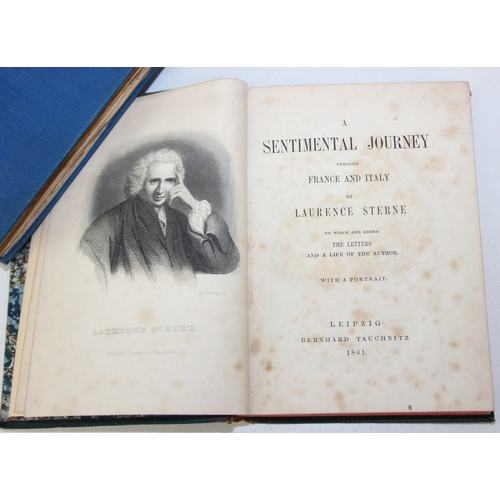 LAURENCE STERNE.
A
SENTIMENTAL JOURNEY
THROUGH
FRANCE AND ITALY
BY
LAURENCE STERNE
TO WHICH ARE ADDED
THE LETTERS
AND A LIFE OF THE AUTHOR.
WITH A PORTRAIT.
LEIPZIG
BERNHARD TAUCHNITZ
1861.